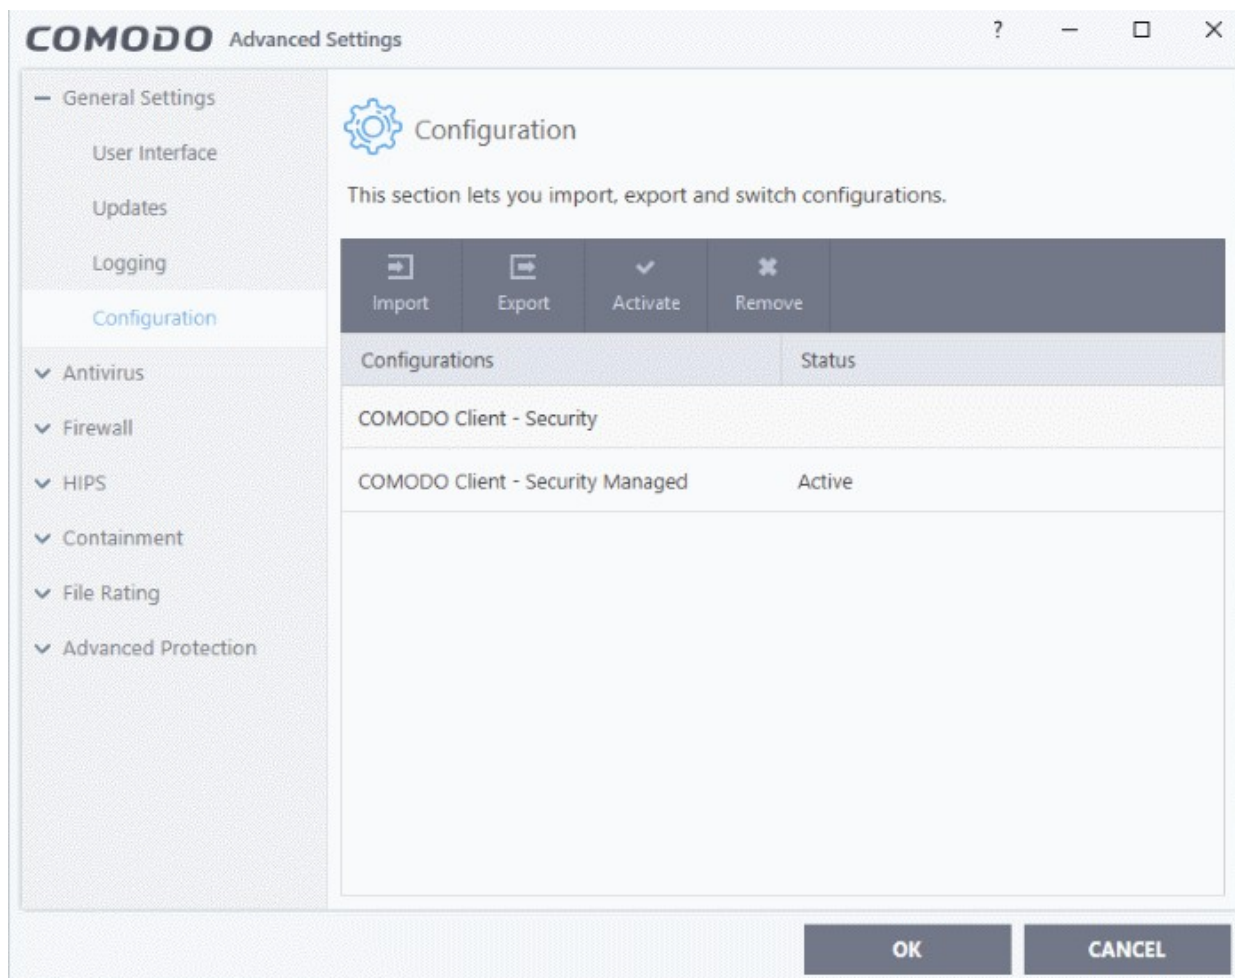 COMODO Advanced Settings ?
General Settings
User Interface
Updates
Logging
Configuration
Antivirus
Firewall
HIPS
Containment
File Rating
Advanced Protection
Configuration
This section lets you import, export and switch configurations.
Import Export Activate Remove
Configurations Status
COMODO Client - Security
COMODO Client - Security Managed Active
OK CANCEL